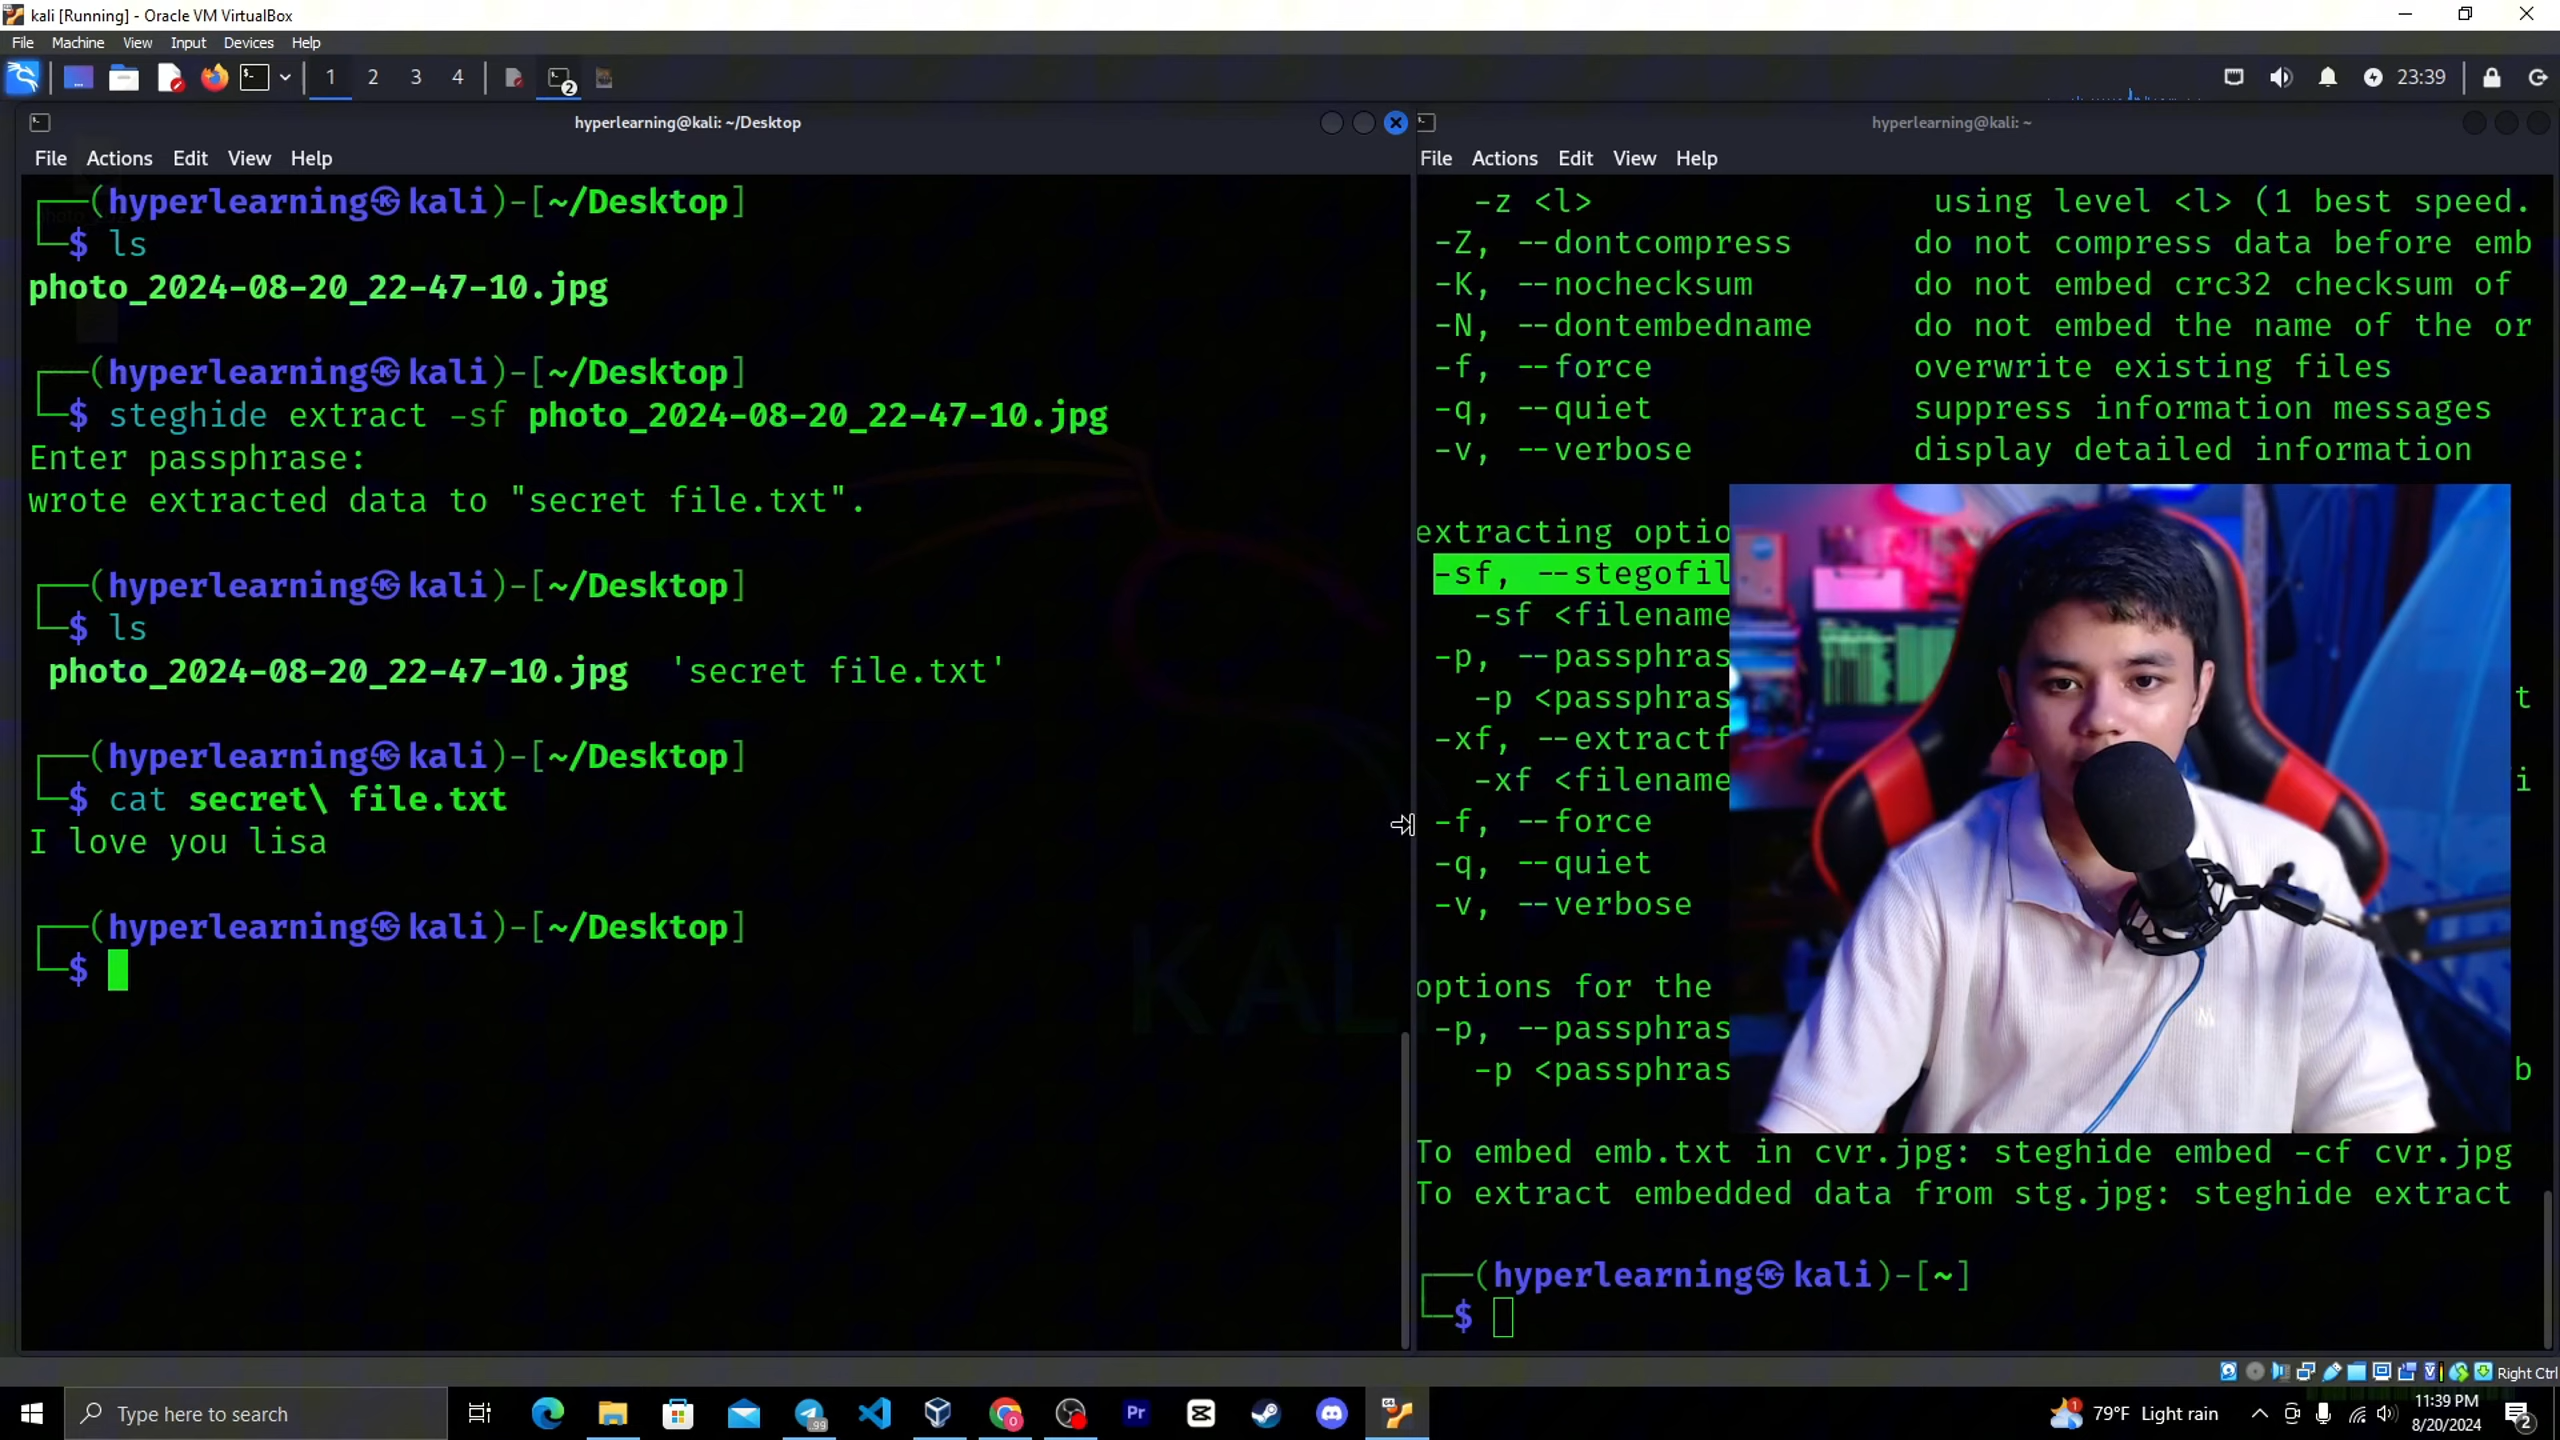 kali [Running] - Oracle VM VirtualBox
File Machine View Input Devices Help
1 2 3 4 2 23:39
hyperlearning@kali: ~/Desktop
File Actions Edit View Help
┌──(hyperlearning㉿kali)-[~/Desktop]
└─$ ls
photo_2024-08-20_22-47-10.jpg
┌──(hyperlearning㉿kali)-[~/Desktop]
└─$ steghide extract -sf photo_2024-08-20_22-47-10.jpg
Enter passphrase:
wrote extracted data to "secret file.txt".
┌──(hyperlearning㉿kali)-[~/Desktop]
└─$ ls
photo_2024-08-20_22-47-10.jpg 'secret file.txt'
┌──(hyperlearning㉿kali)-[~/Desktop]
└─$ cat secret\ file.txt
I love you lisa
┌──(hyperlearning㉿kali)-[~/Desktop]
└─$
hyperlearning@kali: ~
File Actions Edit View Help
-z <l> using level <l> (1 best speed.
-Z, --dontcompress do not compress data before emb
-K, --nochecksum do not embed crc32 checksum of
-N, --dontembedname do not embed the name of the or
-f, --force overwrite existing files
-q, --quiet suppress information messages
-v, --verbose display detailed information
extracting optio
-sf, --stegofil
-sf <filename
-p, --passphras
-p <passphras t
-xf, --extractf
-xf <filename i
-f, --force
-q, --quiet
-v, --verbose
options for the
-p, --passphras
-p <passphras b
To embed emb.txt in cvr.jpg: steghide embed -cf cvr.jpg
To extract embedded data from stg.jpg: steghide extract
┌──(hyperlearning㉿kali)-[~]
└─$
Right Ctrl
Type here to search
99
Pr
79°F Light rain
11:39 PM
8/20/2024
2